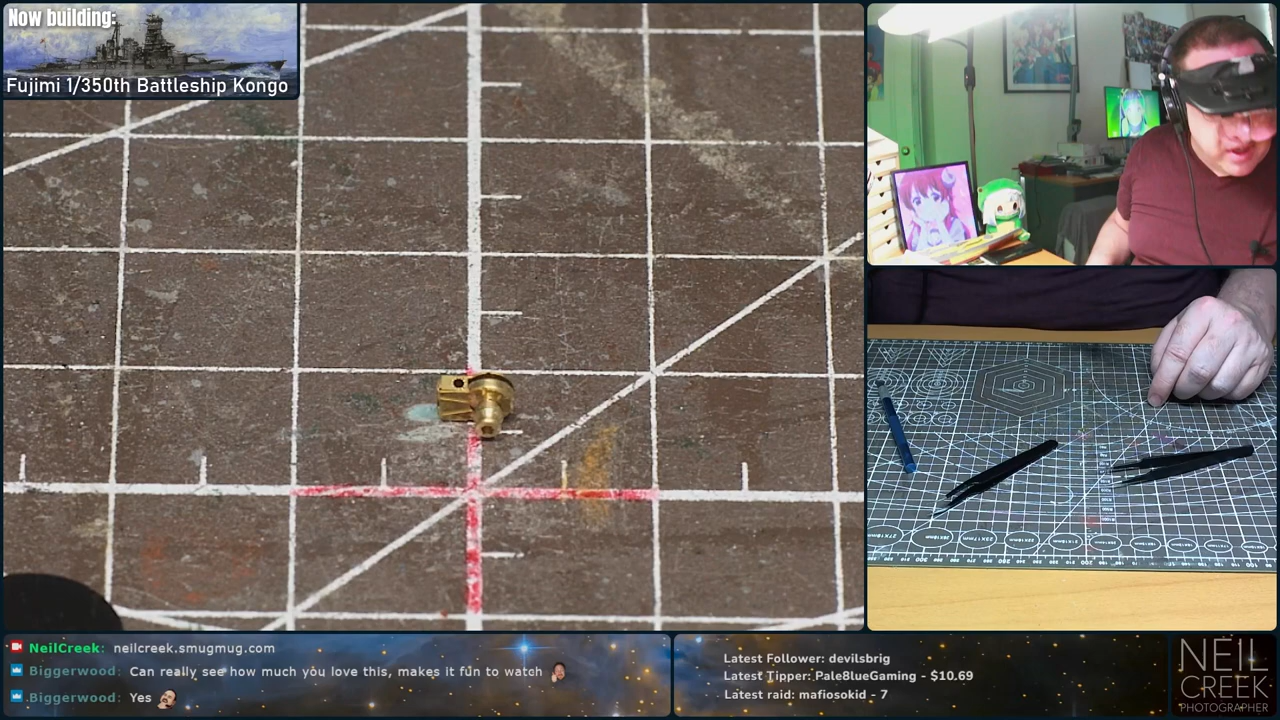 Now building:
Fujimi 1/350th Battleship Kongo
NeilCreek: neilcreek.smugmug.com
Biggerwood: Can really see how much you love this, makes it fun to watch
Biggerwood: Yes
Latest Follower: devilsbrig
Latest Tipper: Pale8lueGaming - $10.69
Latest raid: mafiosokid - 7
NEIL
CREEK
PHOTOGRAPHER